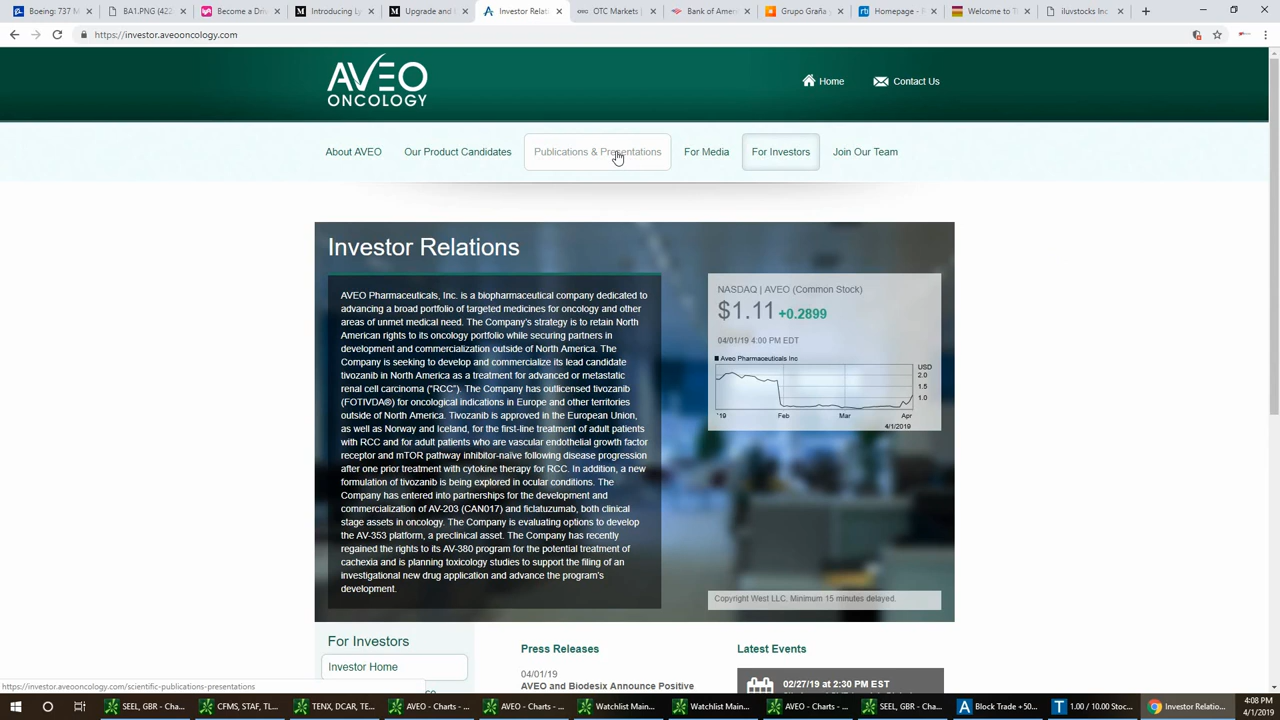 Boeing: 737 M
BA1.PNG (422
Become a Driv
Introducing Ly
Upgrade and
Investor Relat
OTC Markets |
Bank of Amer
Grupo Graña y
Homepage -
Welcome to T
iluvstocks Inc
https://investor.aveooncology.com
AVEO
ONCOLOGY
Home
Contact Us
About AVEO
Our Product Candidates
Publications & Presentations
For Media
For Investors
Join Our Team
Investor Relations
AVEO Pharmaceuticals, Inc. is a biopharmaceutical company dedicated to
advancing a broad portfolio of targeted medicines for oncology and other
areas of unmet medical need. The Company's strategy is to retain North
American rights to its oncology portfolio while securing partners in
development and commercialization outside of North America. The
Company is seeking to develop and commercialize its lead candidate
tivozanib in North America as a treatment for advanced or metastatic
renal cell carcinoma ("RCC"). The Company has outlicensed tivozanib
(FOTIVDA®) for oncological indications in Europe and other territories
outside of North America. Tivozanib is approved in the European Union,
as well as Norway and Iceland, for the first-line treatment of adult patients
with RCC and for adult patients who are vascular endothelial growth factor
receptor and mTOR pathway inhibitor-naïve following disease progression
after one prior treatment with cytokine therapy for RCC. In addition, a new
formulation of tivozanib is being explored in ocular conditions. The
Company has entered into partnerships for the development and
commercialization of AV-203 (CAN017) and ficlatuzumab, both clinical
stage assets in oncology. The Company is evaluating options to develop
the AV-353 platform, a preclinical asset. The Company has recently
regained the rights to its AV-380 program for the potential treatment of
cachexia and is planning toxicology studies to support the filing of an
investigational new drug application and advance the program's
development.
NASDAQ | AVEO (Common Stock)
$1.11 +0.2899
04/01/19 4:00 PM EDT
Aveo Pharmaceuticals Inc
USD
2.0
1.5
1.0
'19 Feb Mar Apr
4/1/2019
Copyright West LLC. Minimum 15 minutes delayed.
For Investors
Investor Home
Press Releases
04/01/19
AVEO and Biodesix Announce Positive
Latest Events
02/27/19 at 2:30 PM EST
https://investor.aveooncology.com/scientific-publications-presentations
SEEL, GBR - Cha...
CFMS, STAF, TL...
TENX, DCAR, TE...
AVEO - Charts - ...
AVEO - Charts - ...
Watchlist Main...
Watchlist Main...
AVEO - Charts - ...
SEEL, GBR - Cha...
Block Trade +50...
1.00 / 10.00 Stoc...
Investor Relatio...
4:08 PM
4/1/2019